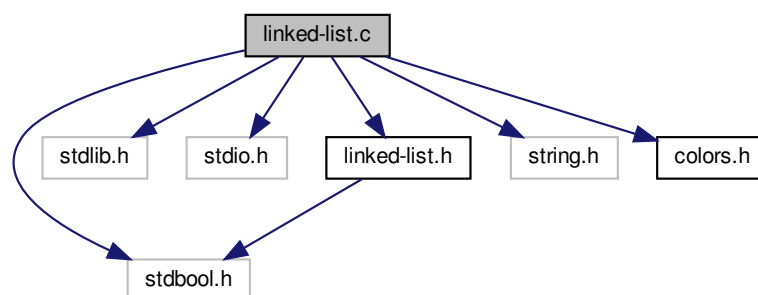 linked-list.c
stdlib.h
stdio.h
linked-list.h
string.h
colors.h
stdbool.h